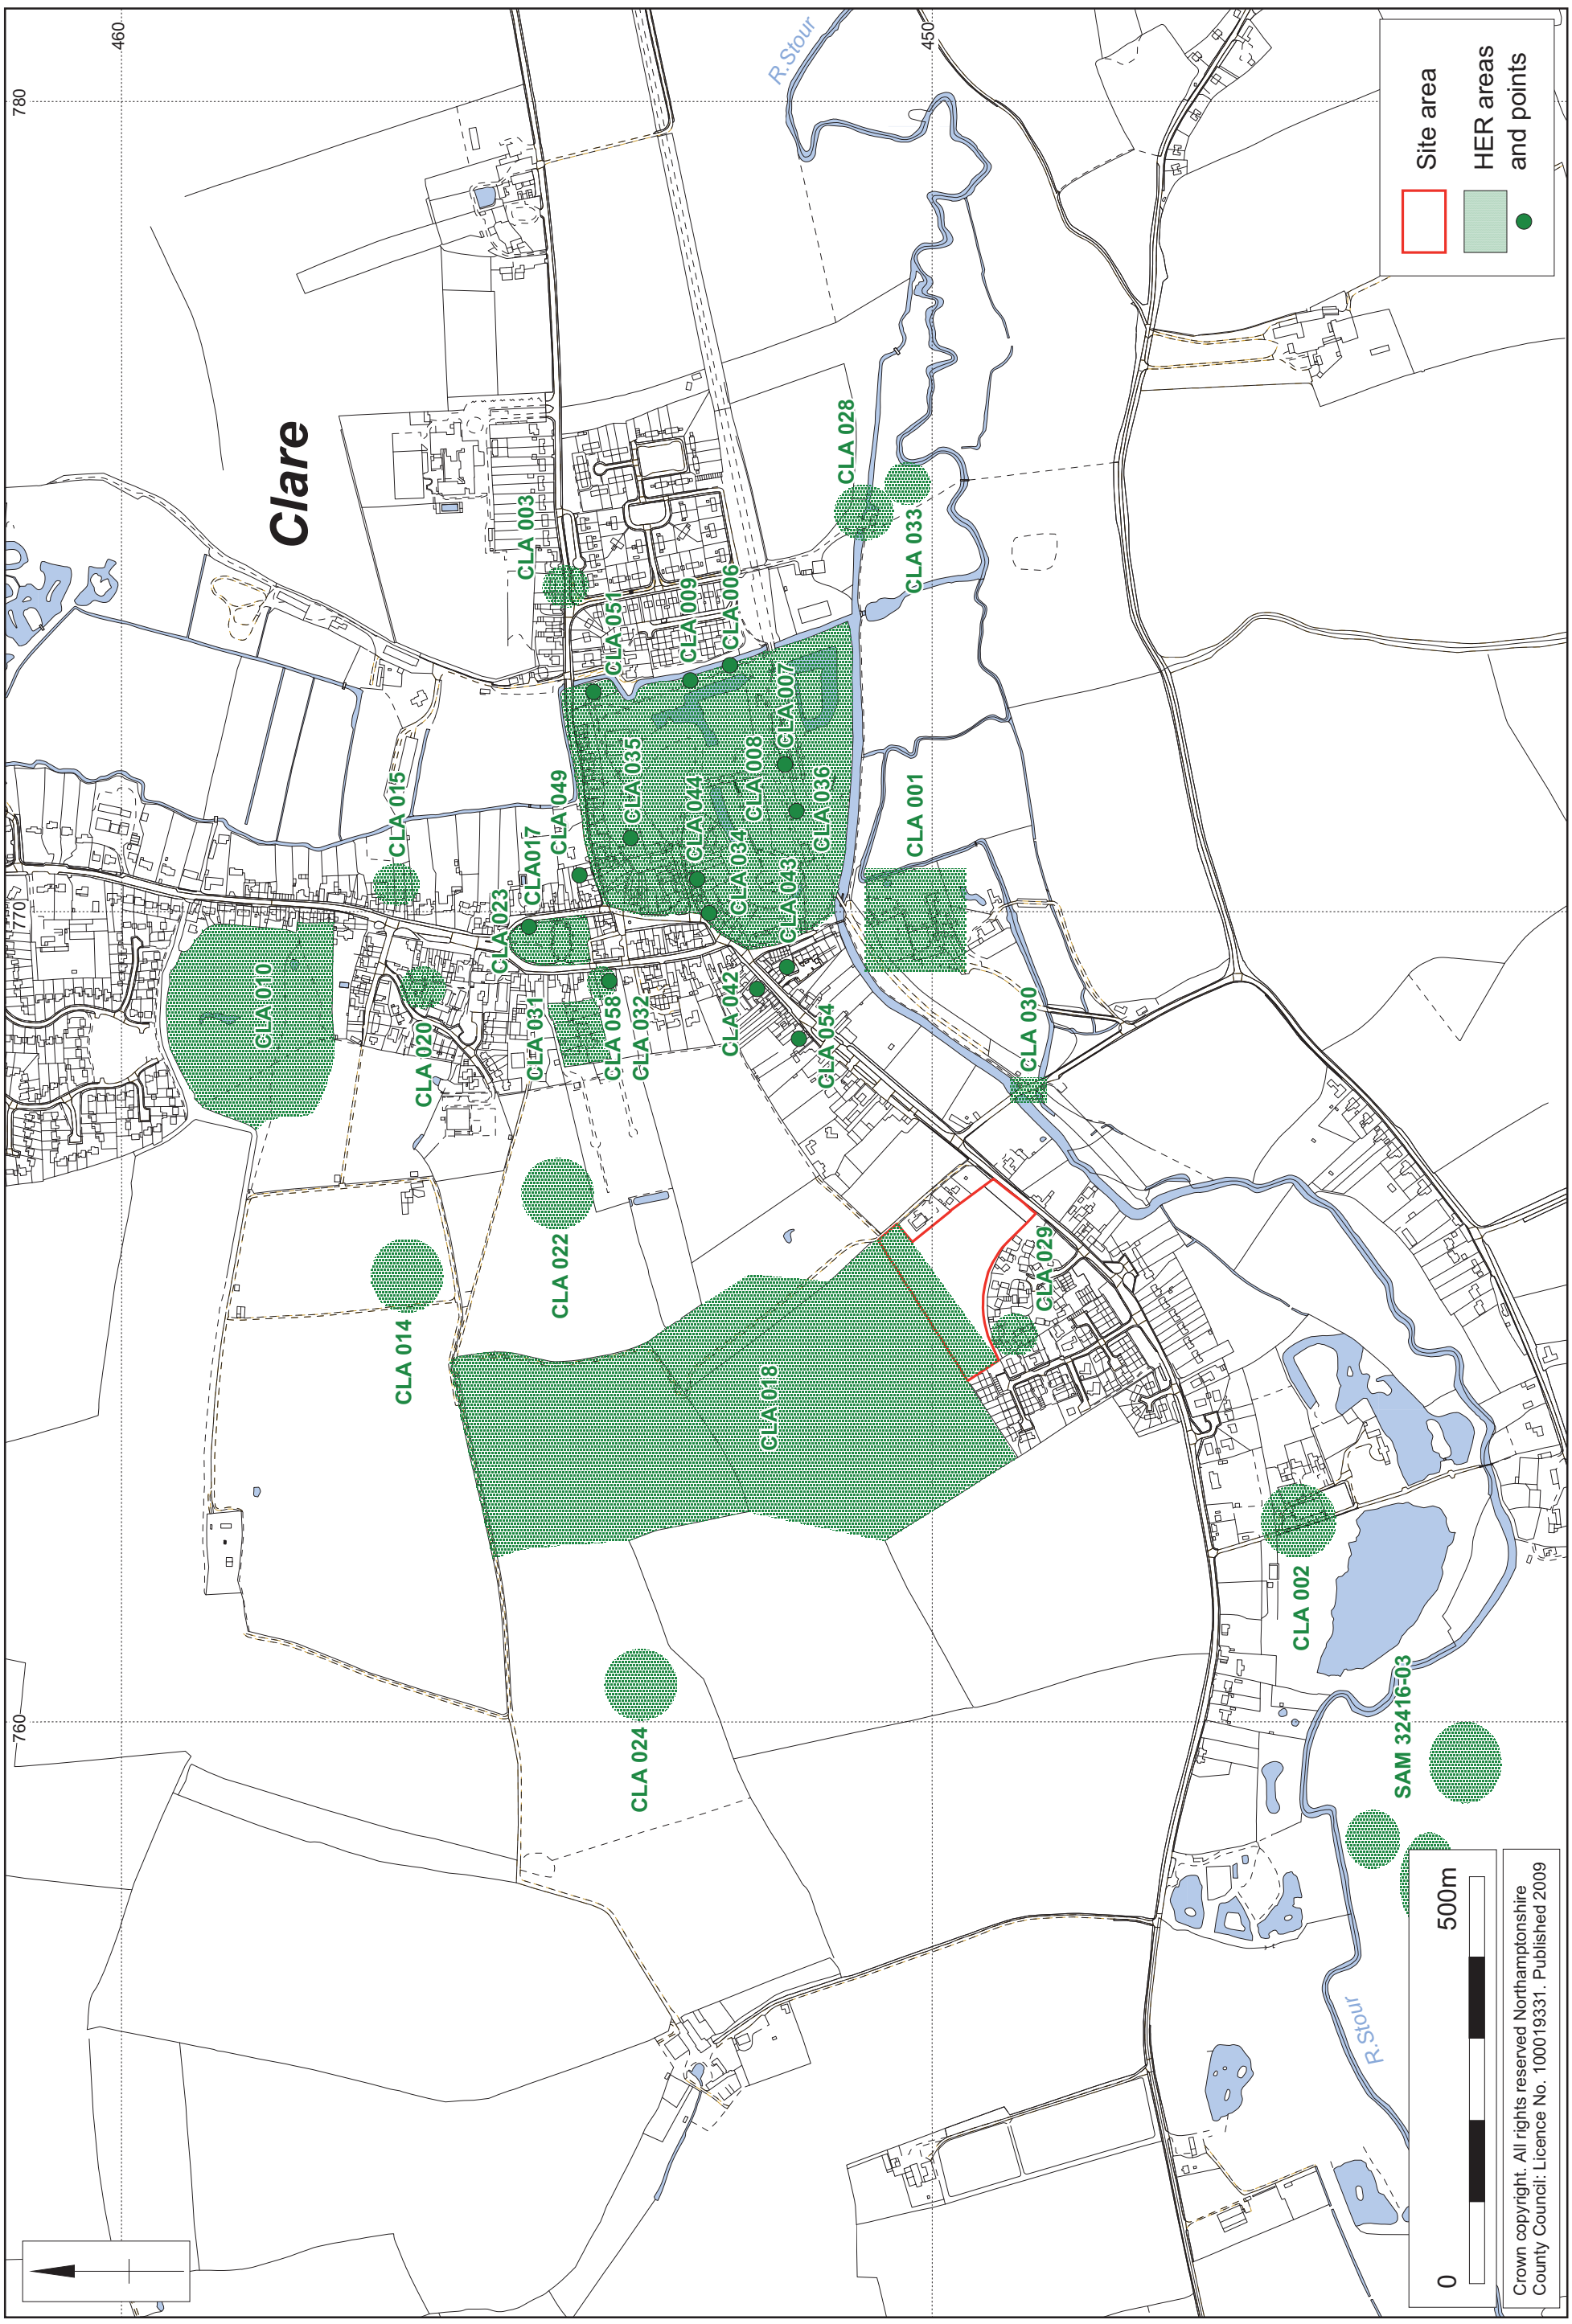 460
450
780
770
760
R.Stour
Clare
CLA 028
CLA 033
CLA 003
CLA 051
CLA 009
CLA 006
CLA 007
CLA 008
CLA 036
CLA 035
CLA 044
CLA 034
CLA 043
CLA 001
CLA 015
CLA 049
CLA017
CLA 023
CLA 010
CLA 020
CLA 031
CLA 058
CLA 032
CLA 042
CLA 054
CLA 030
CLA 022
CLA 014
CLA 018
CLA 029
CLA 002
CLA 024
SAM 32416-03
R.Stour
Site area
HER areas
and points
0
500m
Crown copyright. All rights reserved Northamptonshire
County Council: Licence No. 100019331. Published 2009